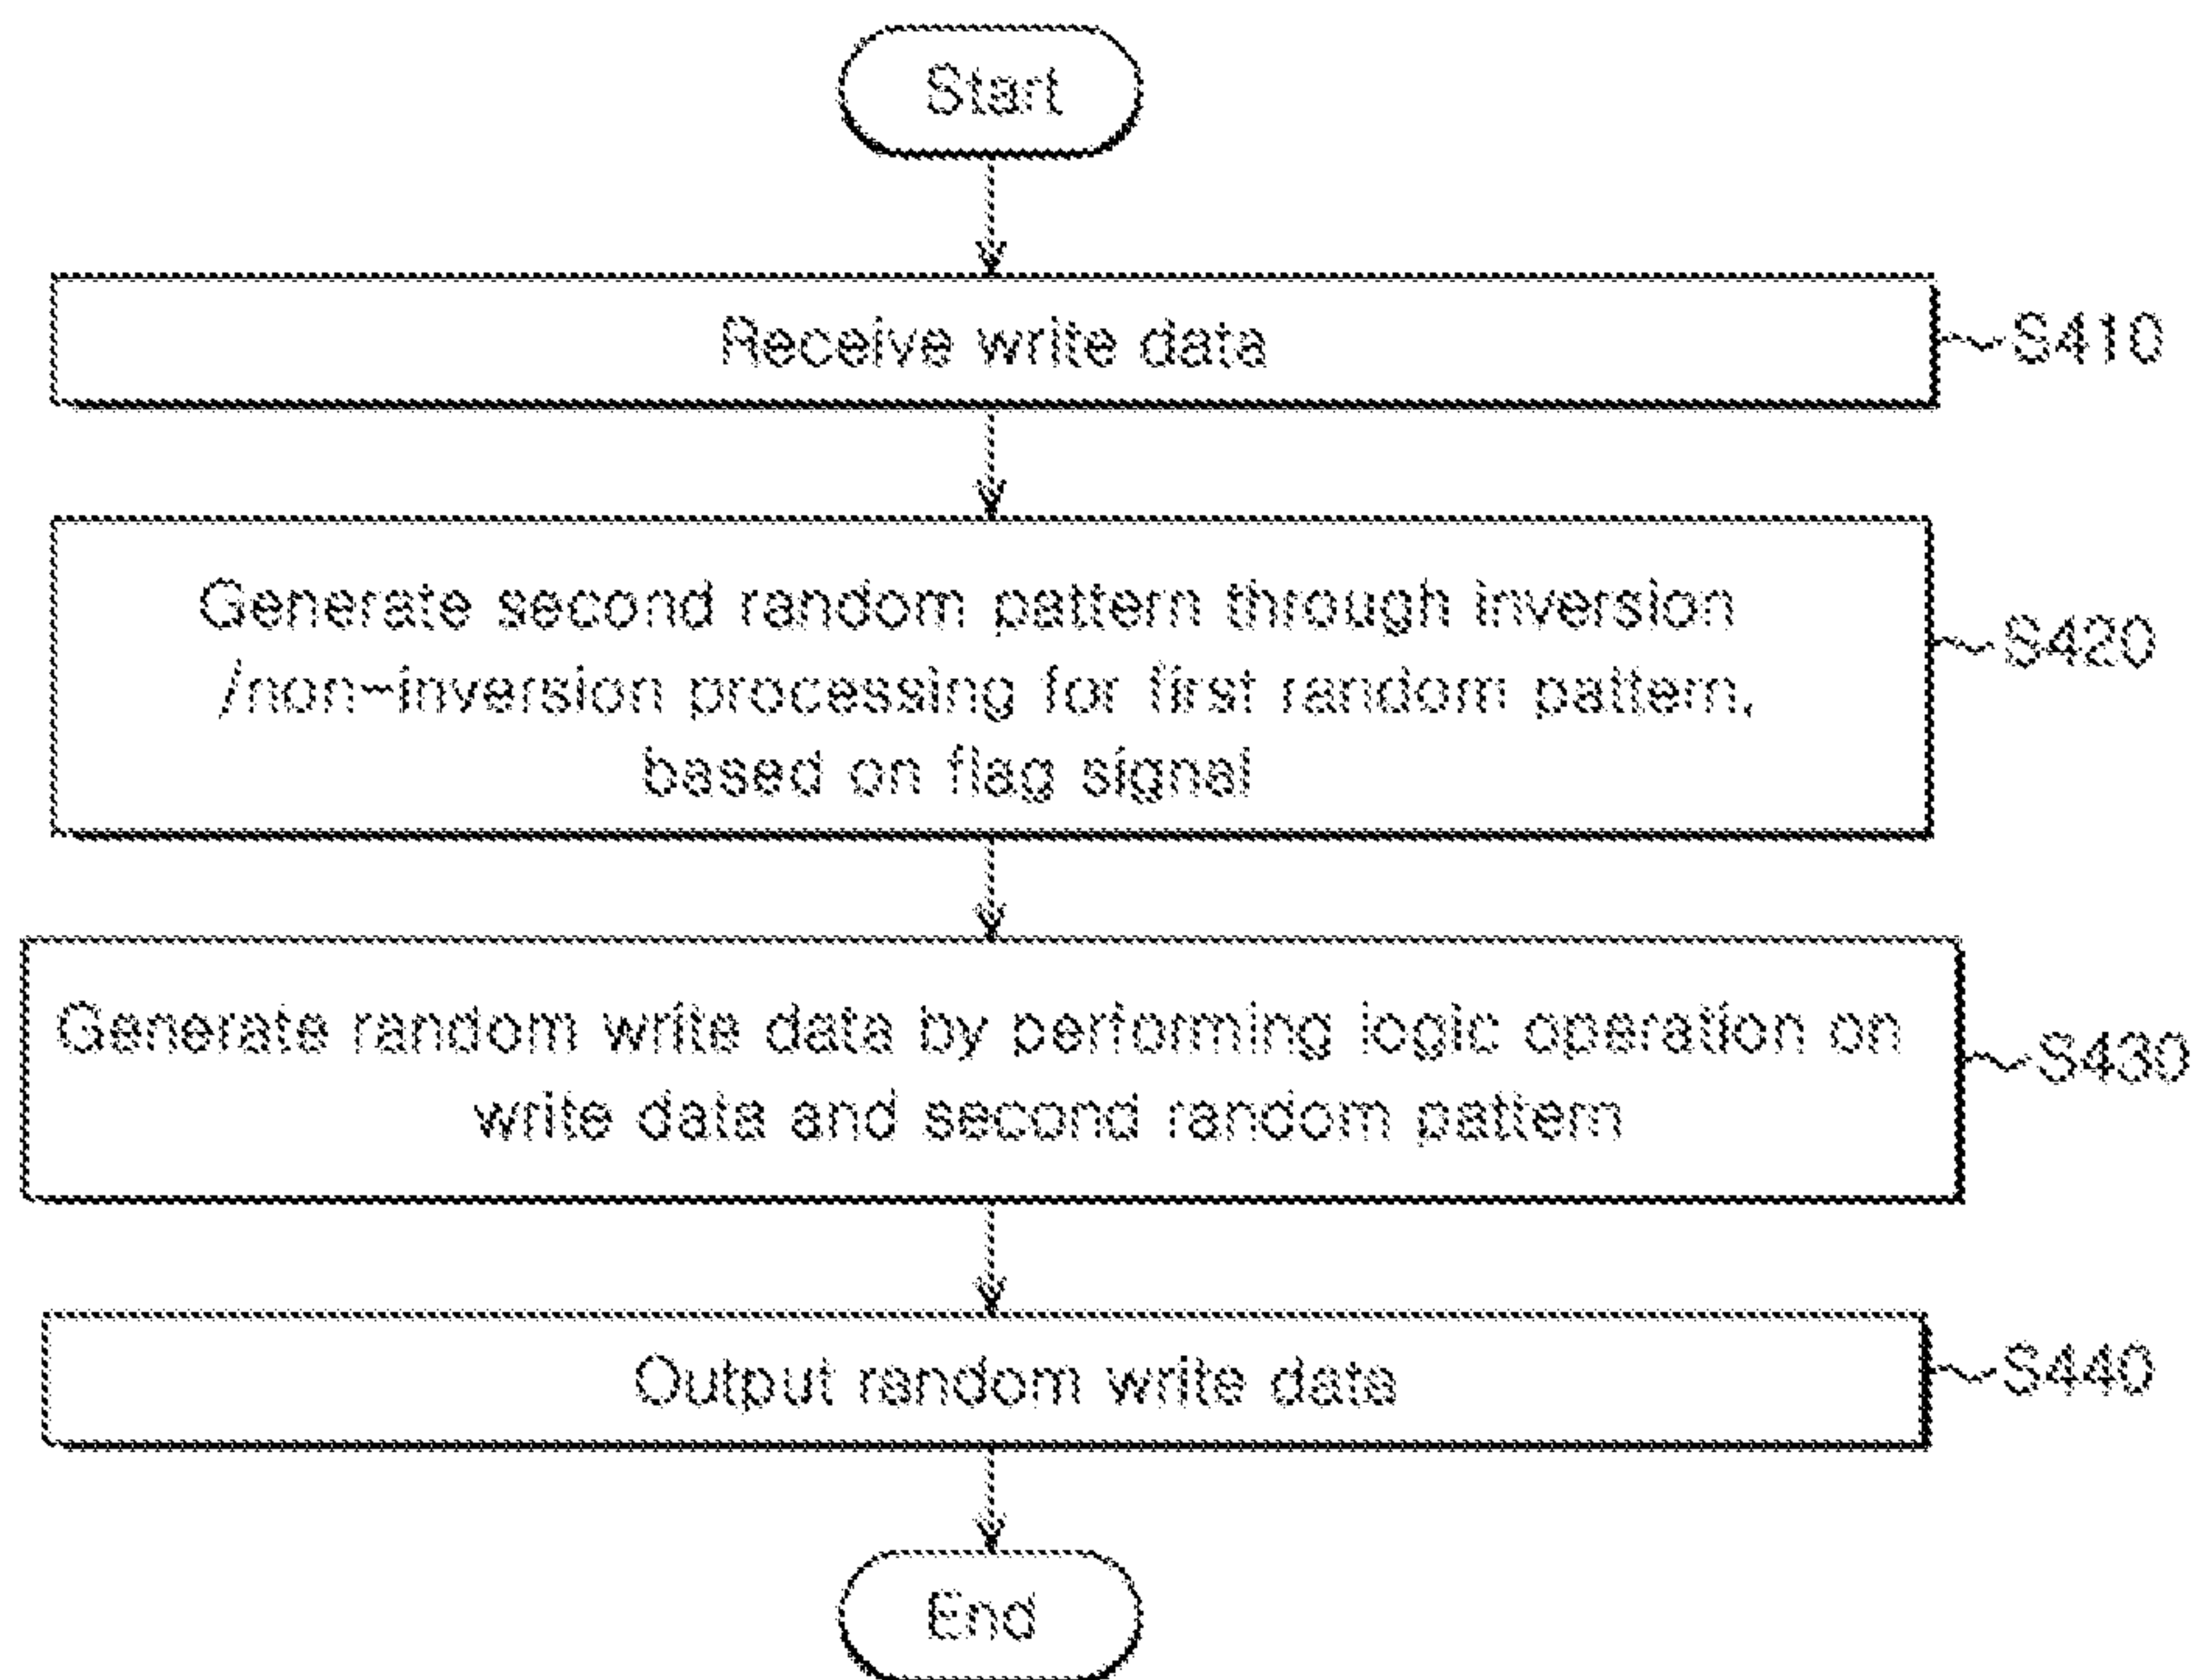 Start
Receive write data
S410
Generate second random pattern through inversion
/non-inversion processing for first random pattern,
based on flag signal
S420
Generate random write data by performing logic operation on
write data and second random pattern
S430
Output random write data
S440
End